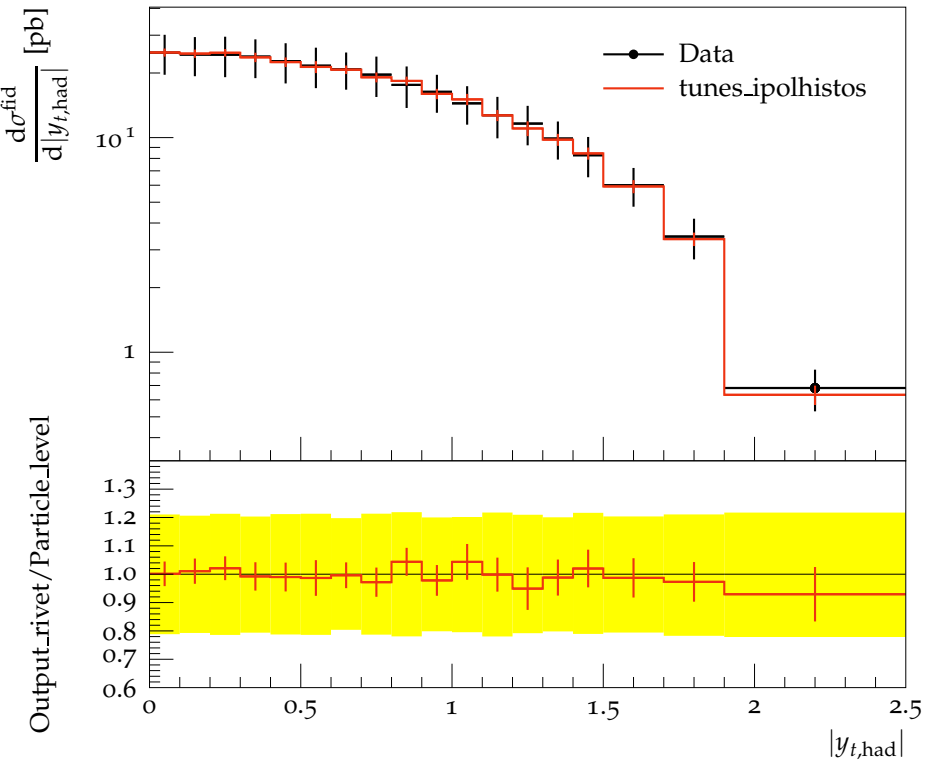 dσ^fid
d|y_t,had| [pb]
Data
tunes_ipolhistos
10^1
1
Output_rivet/Particle_level
1.3
1.2
1.1
1.0
0.9
0.8
0.7
0.6
0 0.5 1 1.5 2 2.5
|y_t,had|